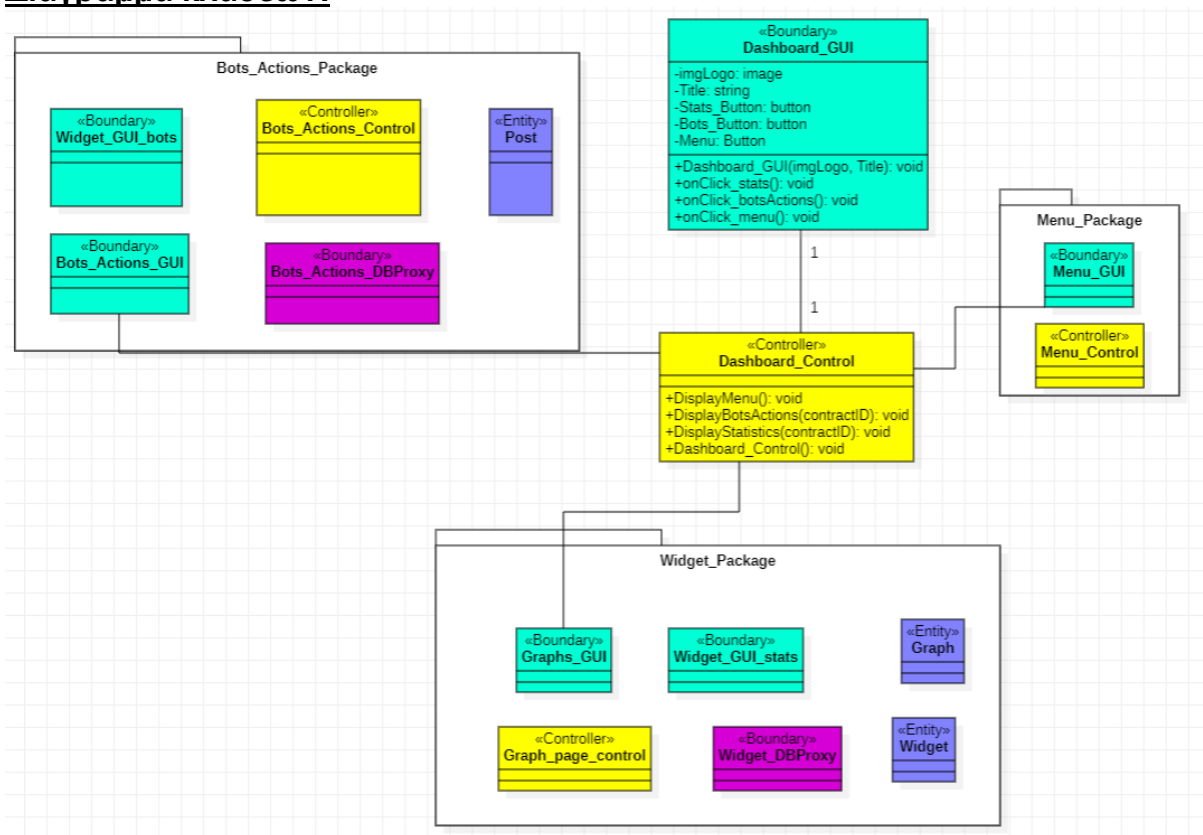 Bots_Actions_Package
«Boundary»
Widget_GUI_bots
«Controller»
Bots_Actions_Control
«Entity»
Post
«Boundary»
Bots_Actions_GUI
«Boundary»
Bots_Actions_DBProxy
«Boundary»
Dashboard_GUI
-imgLogo: image
-Title: string
-Stats_Button: button
-Bots_Button: button
-Menu: Button
+Dashboard_GUI(imgLogo, Title): void
+onClick_stats(): void
+onClick_botsActions(): void
+onClick_menu(): void
1
1
Menu_Package
«Boundary»
Menu_GUI
«Controller»
Menu_Control
«Controller»
Dashboard_Control
+DisplayMenu(): void
+DisplayBotsActions(contractID): void
+DisplayStatistics(contractID): void
+Dashboard_Control(): void
Widget_Package
«Boundary»
Graphs_GUI
«Boundary»
Widget_GUI_stats
«Entity»
Graph
«Controller»
Graph_page_control
«Boundary»
Widget_DBProxy
«Entity»
Widget